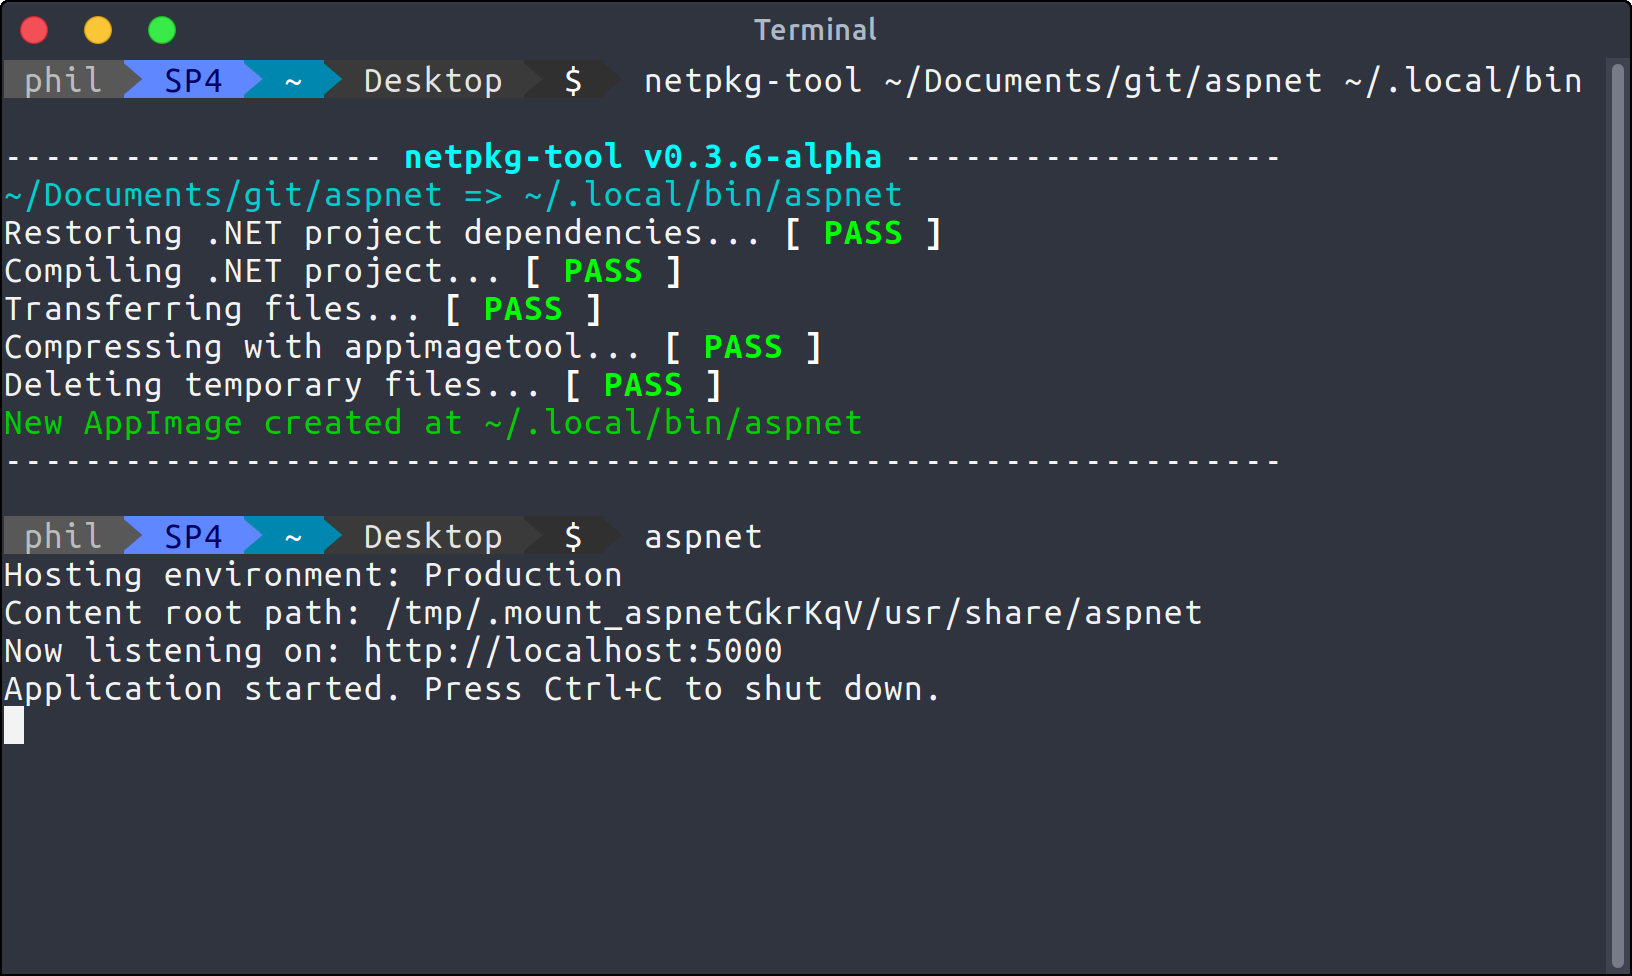 Terminal
phil SP4 ~ Desktop $ netpkg-tool ~/Documents/git/aspnet ~/.local/bin
------------------- netpkg-tool v0.3.6-alpha -------------------
~/Documents/git/aspnet => ~/.local/bin/aspnet
Restoring .NET project dependencies... [ PASS ]
Compiling .NET project... [ PASS ]
Transferring files... [ PASS ]
Compressing with appimagetool... [ PASS ]
Deleting temporary files... [ PASS ]
New AppImage created at ~/.local/bin/aspnet
----------------------------------------------------------------
phil SP4 ~ Desktop $ aspnet
Hosting environment: Production
Content root path: /tmp/.mount_aspnetGkrKqV/usr/share/aspnet
Now listening on: http://localhost:5000
Application started. Press Ctrl+C to shut down.